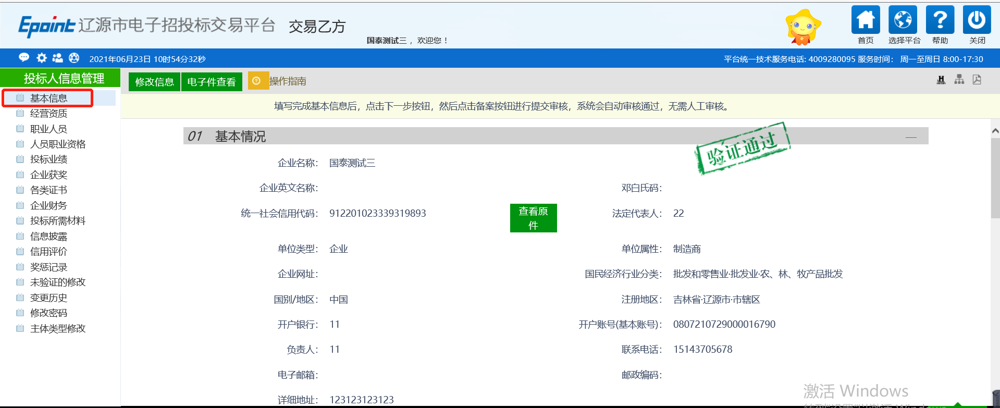 Epoint 辽源市电子招投标交易平台 交易乙方
国泰测试三，欢迎您！
首页 选择平台 帮助 关闭
2021年06月23日 10时54分32秒
平台统一技术服务电话: 4009280095 服务时间： 周一至周日 8:00-17:30
投标人信息管理
基本信息
经营资质
职业人员
人员职业资格
投标业绩
企业获奖
各类证书
企业财务
投标所需材料
信息披露
信用评价
奖惩记录
未验证的修改
变更历史
修改密码
主体类型修改
修改信息 电子件查看 操作指南
填写完成基本信息后，点击下一步按钮，然后点击备案按钮进行提交审核，系统会自动审核通过，无需人工审核。
01 基本情况
验证通过
企业名称： 国泰测试三
企业英文名称： 邓白氏码：
统一社会信用代码： 912201023339319893 查看原
件
法定代表人： 22
单位类型： 企业 单位属性： 制造商
企业网址： 国民经济行业分类： 批发和零售业·批发业·农、林、牧产品批发
国别/地区： 中国 注册地区： 吉林省·辽源市·市辖区
开户银行： 11 开户账号(基本账号)： 0807210729000016790
负责人： 11 联系电话： 15143705678
电子邮箱： 邮政编码：
详细地址： 123123123123
激活 Windows